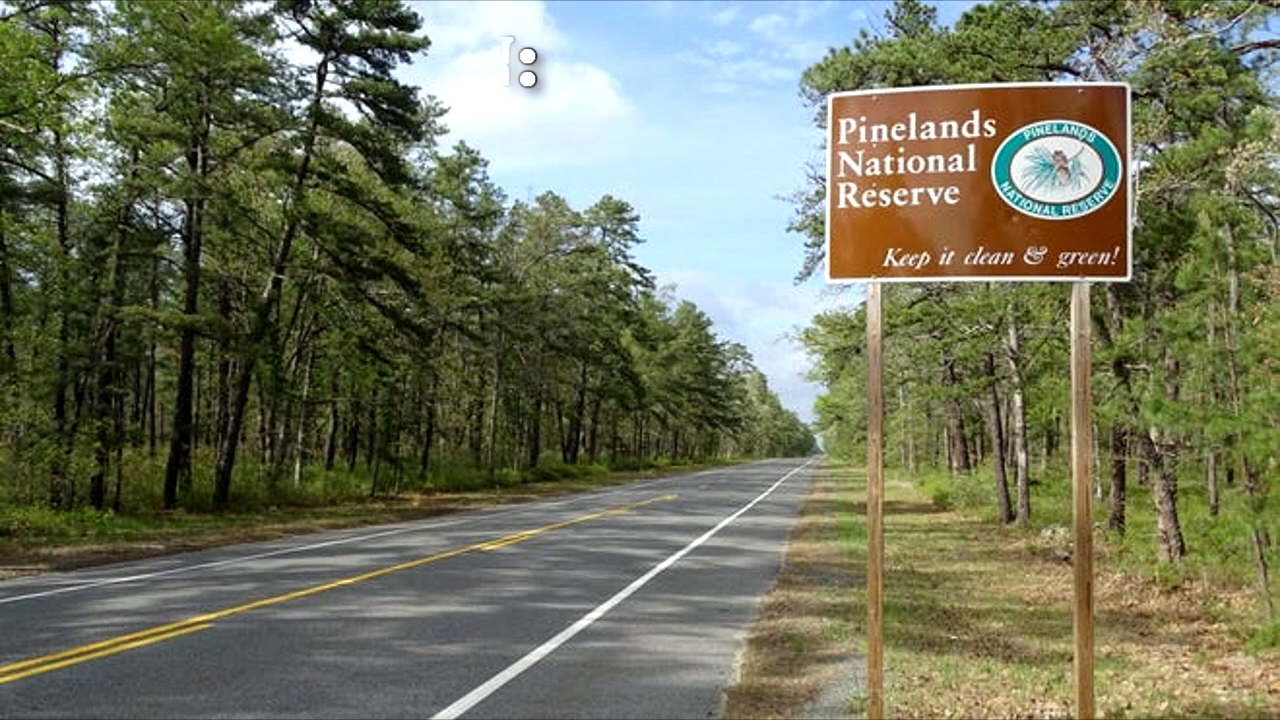 Pinelands
National
Reserve
PINELANDS
NATIONAL RESERVE
Keep it clean & green!